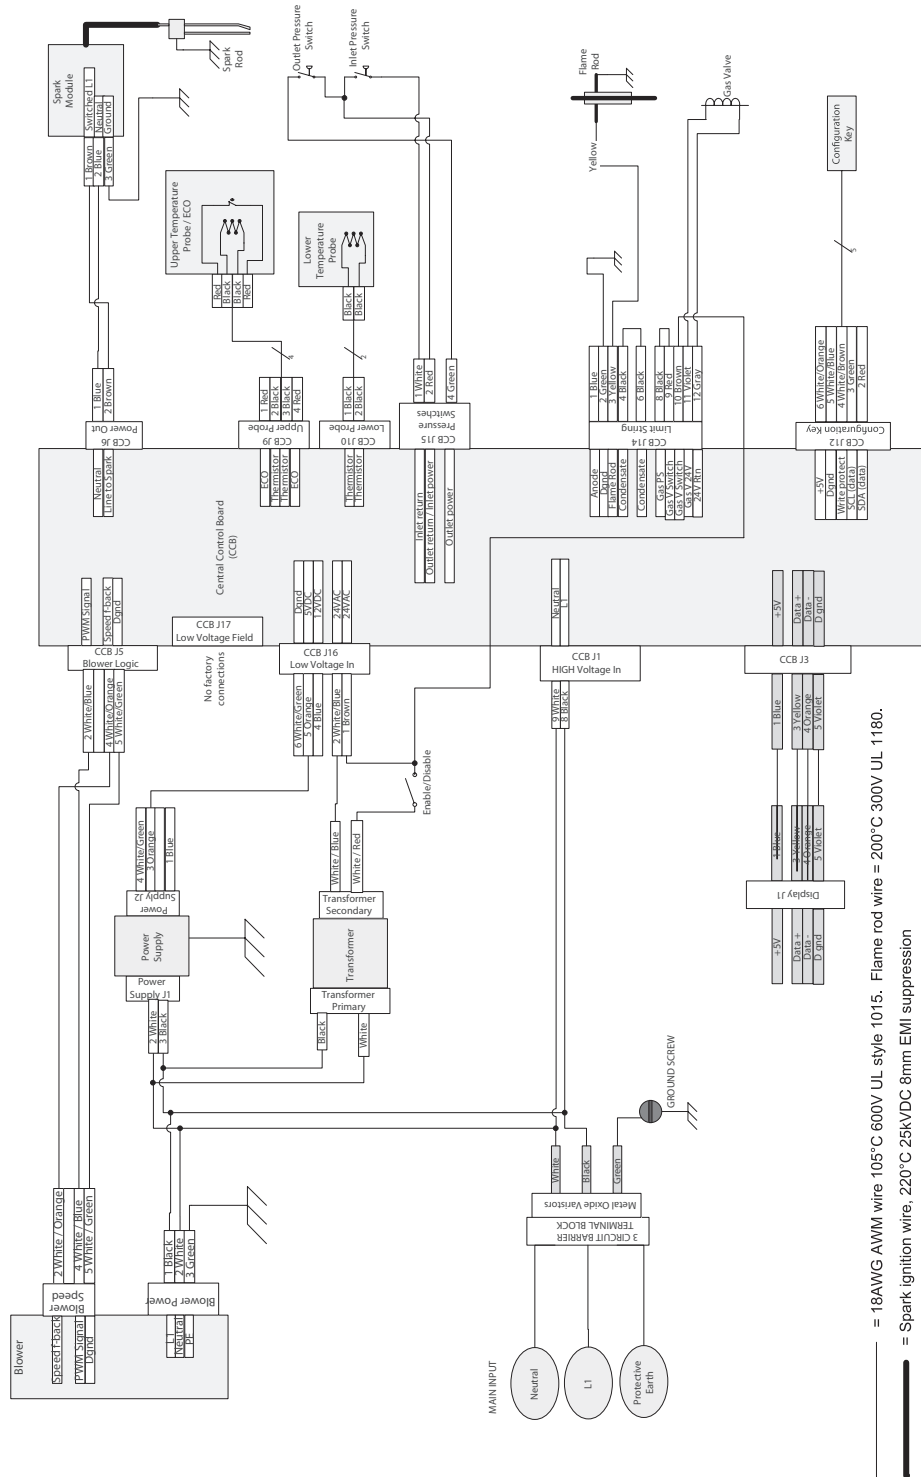 Blower
Speed f-back
PWM Signal
Dgnd
Blower
Speed
2 White / Orange
4 White / Blue
5 White / Green
L1
Neutral
PE
Blower Power
1 Black
2 White
3 Green
MAIN INPUT
Neutral
L1
Protective
Earth
3 CIRCUIT BARRIER
TERMINAL BLOCK
Metal Oxide Varistors
White
Black
Green
GROUND SCREW
2 White
3 Black
Power
Supply J1
Power
Supply
Power
Supply J2
4 White/Green
3 Orange
1 Blue
Black
White
Transformer
Primary
Transformer
Transformer
Secondary
White / Blue
White / Red
Enable/Disable
+5V
Data +
Data -
D gnd
Display J1
1 Blue
3 Yellow
4 Orange
5 Violet
1 Blue
3 Yellow
4 Orange
5 Violet
CCB J3
+5V
Data +
Data -
D gnd
2 White/Blue
4 White/Orange
5 White/Green
CCB J5
Blower Logic
PWM Signal
Speed f-back
Dgnd
No factory
connections
CCB J17
Low Voltage Field
6 White/Green
5 Orange
4 Blue
2 White/Blue
1 Brown
CCB J16
Low Voltage In
Dgnd
5VDC
12VDC
24VAC
24VAC
9 White
8 Black
CCB J1
HIGH Voltage In
Neutral
L1
Central Control Board
(CCB)
Neutral
Line to Spark
CCB J6
Power Out
1 Blue
2 Brown
1 Brown
2 Blue
3 Green
Switched L1
Neutral
Ground
Spark
Module
Spark
Rod
ECO
Thermistor
Thermistor
ECO
CCB J9
Upper Probe
1 Red
2 Black
3 Black
4 Red
4
Red
Black
Black
Red
Upper Temperature
Probe / ECO
Thermistor
Thermistor
CCB J10
Lower Probe
1 Black
2 Black
2
Black
Black
Lower
Temperature
Probe
Inlet return
Outlet return / Inlet power
Outlet power
CCB J15
Pressure
Switches
1 White
2 Red
4 Green
Outlet Pressure
Switch
Inlet Pressure
Switch
Anode
Dgnd
Flame Rod
Condensate
Condensate
Gas PS
Gas V Switch
Gas V Switch
Gas V 24V
24V Rtn
CCB J14
Limit String
1 Blue
2 Green
3 Yellow
4 Black
6 Black
8 Black
9 Red
10 Brown
11 Violet
12 Gray
Yellow
Flame
Rod
Gas Valve
+5V
Dgnd
Write protect
SCL (data)
SDA (data)
CCB J12
Configuration Key
6 White/Orange
5 White/Blue
4 White/Brown
3 Green
2 Red
5
Configuration
Key
= 18AWG AWM wire 105°C 600V UL style 1015. Flame rod wire = 200°C 300V UL 1180.
= Spark ignition wire, 220°C 25kVDC 8mm EMI suppression